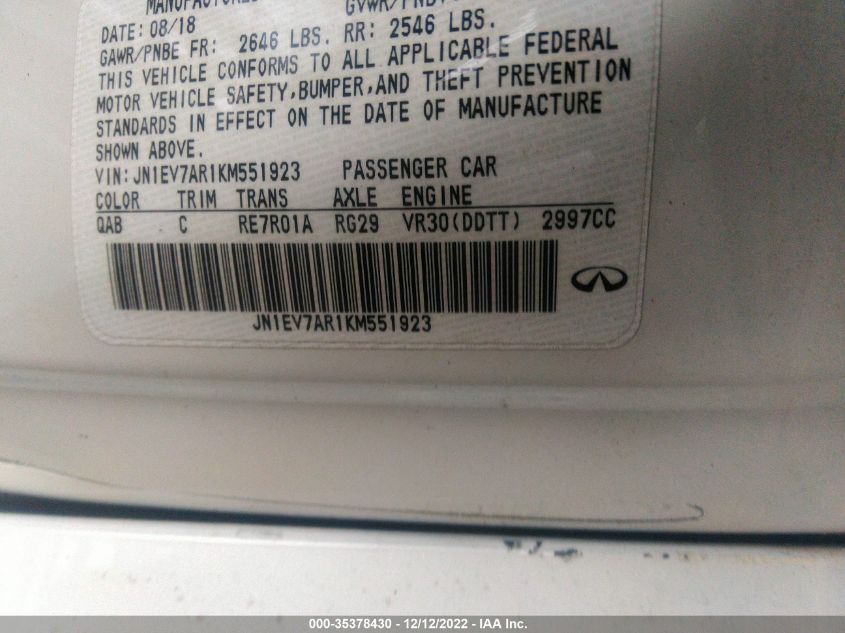 DATE: 08/18
GAWR/PNBE FR: 2646 LBS. RR: 2546 LBS.
THIS VEHICLE CONFORMS TO ALL APPLICABLE FEDERAL
MOTOR VEHICLE SAFETY, BUMPER, AND THEFT PREVENTION
STANDARDS IN EFFECT ON THE DATE OF MANUFACTURE
SHOWN ABOVE.
VIN: JN1EV7AR1KM551923 PASSENGER CAR
COLOR TRIM TRANS AXLE ENGINE
QAB C RE7R01A RG29 VR30(DDTT) 2997CC
JN1EV7AR1KM551923
000-35378430 - 12/12/2022 - IAA Inc.